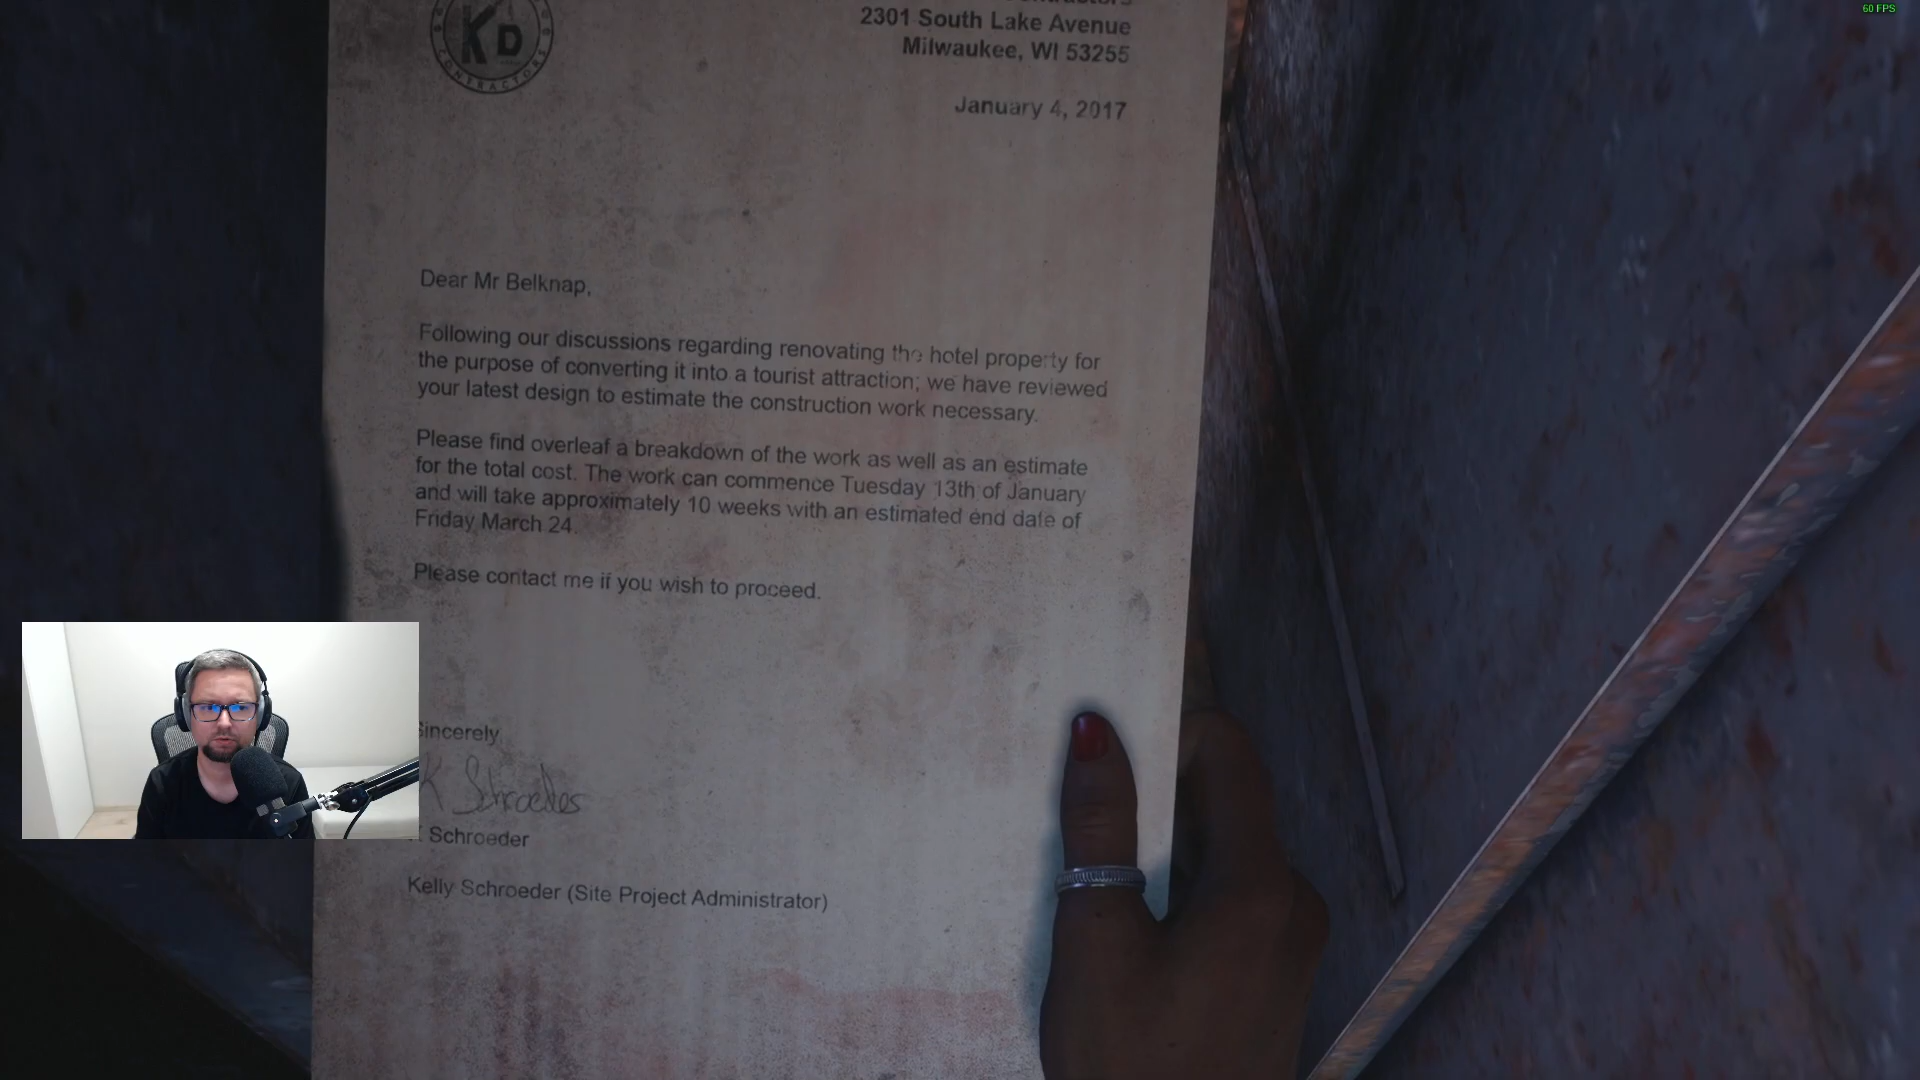 60 FPS
KD
CONTRACTORS
2301 South Lake Avenue
Milwaukee, WI 53255
January 4, 2017
Dear Mr Belknap,
Following our discussions regarding renovating the hotel property for
the purpose of converting it into a tourist attraction; we have reviewed
your latest design to estimate the construction work necessary.
Please find overleaf a breakdown of the work as well as an estimate
for the total cost. The work can commence Tuesday 13th of January
and will take approximately 10 weeks with an estimated end date of
Friday March 24.
Please contact me if you wish to proceed.
Sincerely
K Schroeder
Schroeder
Kelly Schroeder (Site Project Administrator)